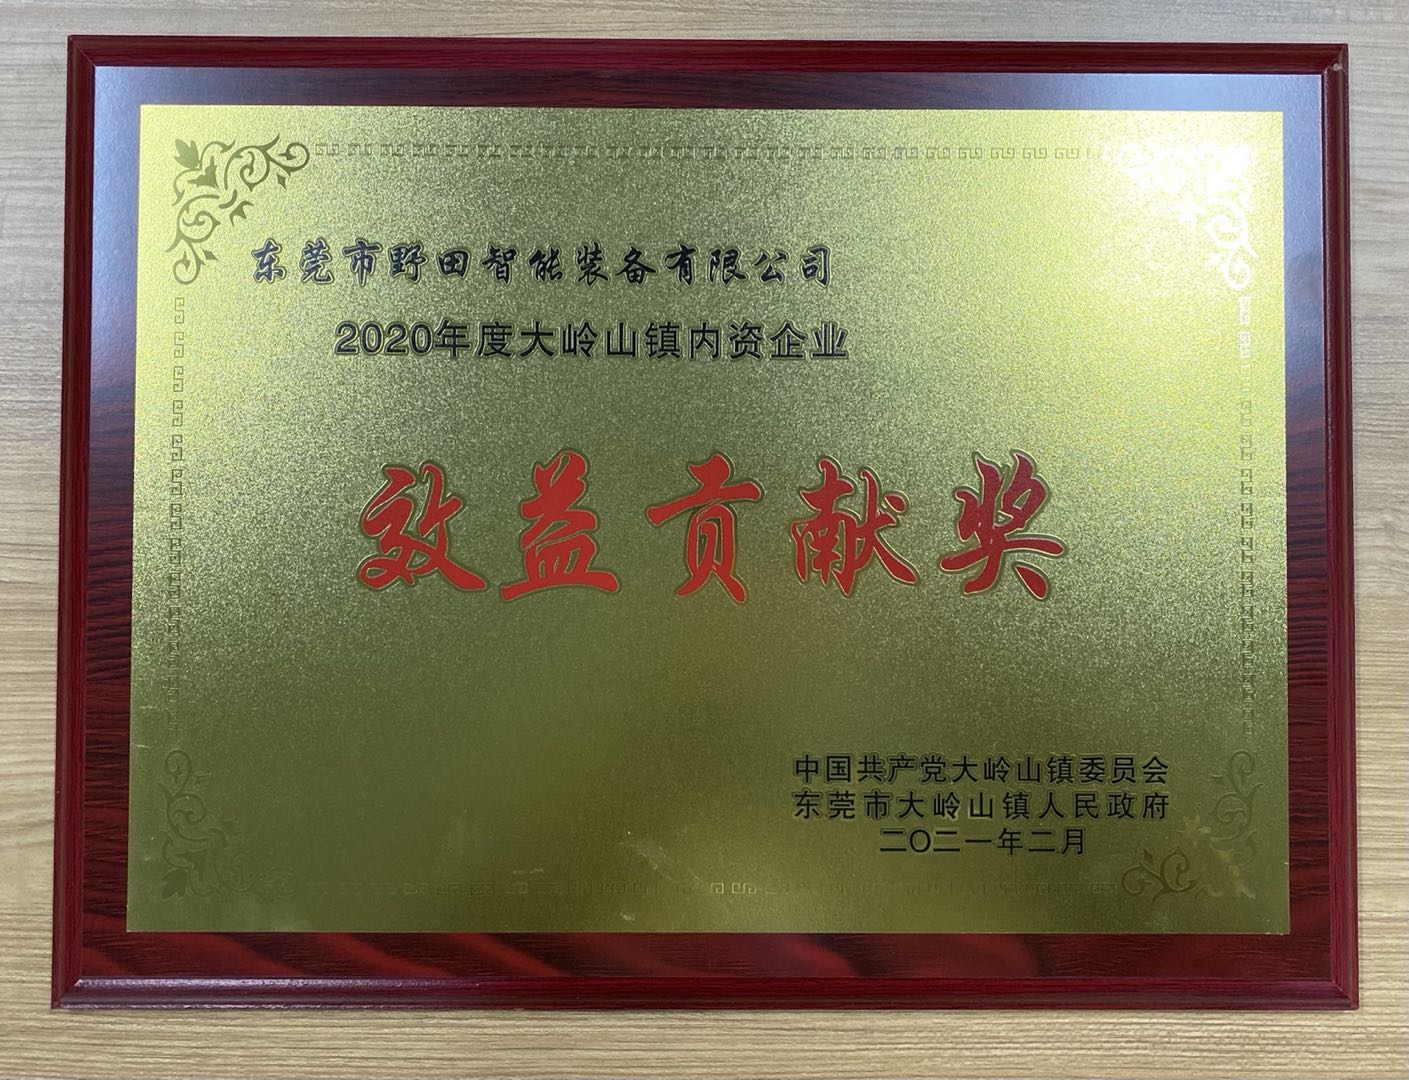 东莞市野田智能装备有限公司
2020年度大岭山镇内资企业
效益贡献奖
中国共产党大岭山镇委员会
东莞市大岭山镇人民政府
二〇二一年二月